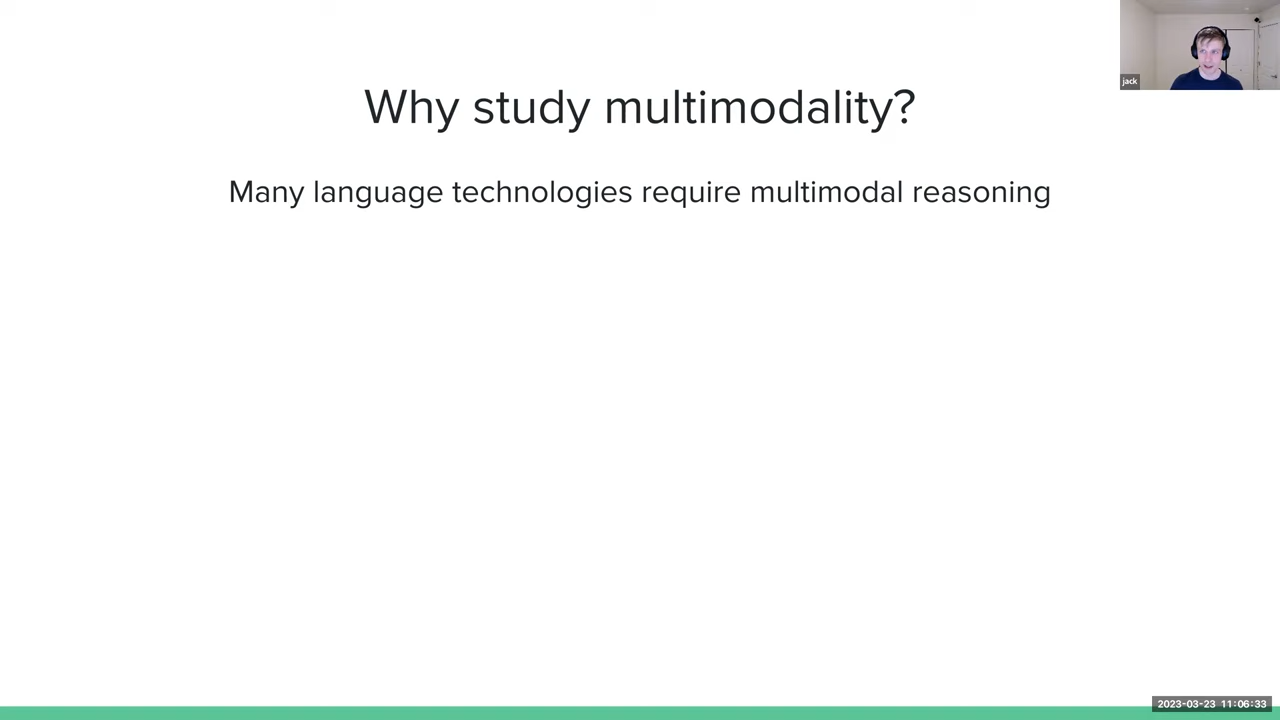 jack
Why study multimodality?
Many language technologies require multimodal reasoning
2023-03-23 11:06:33